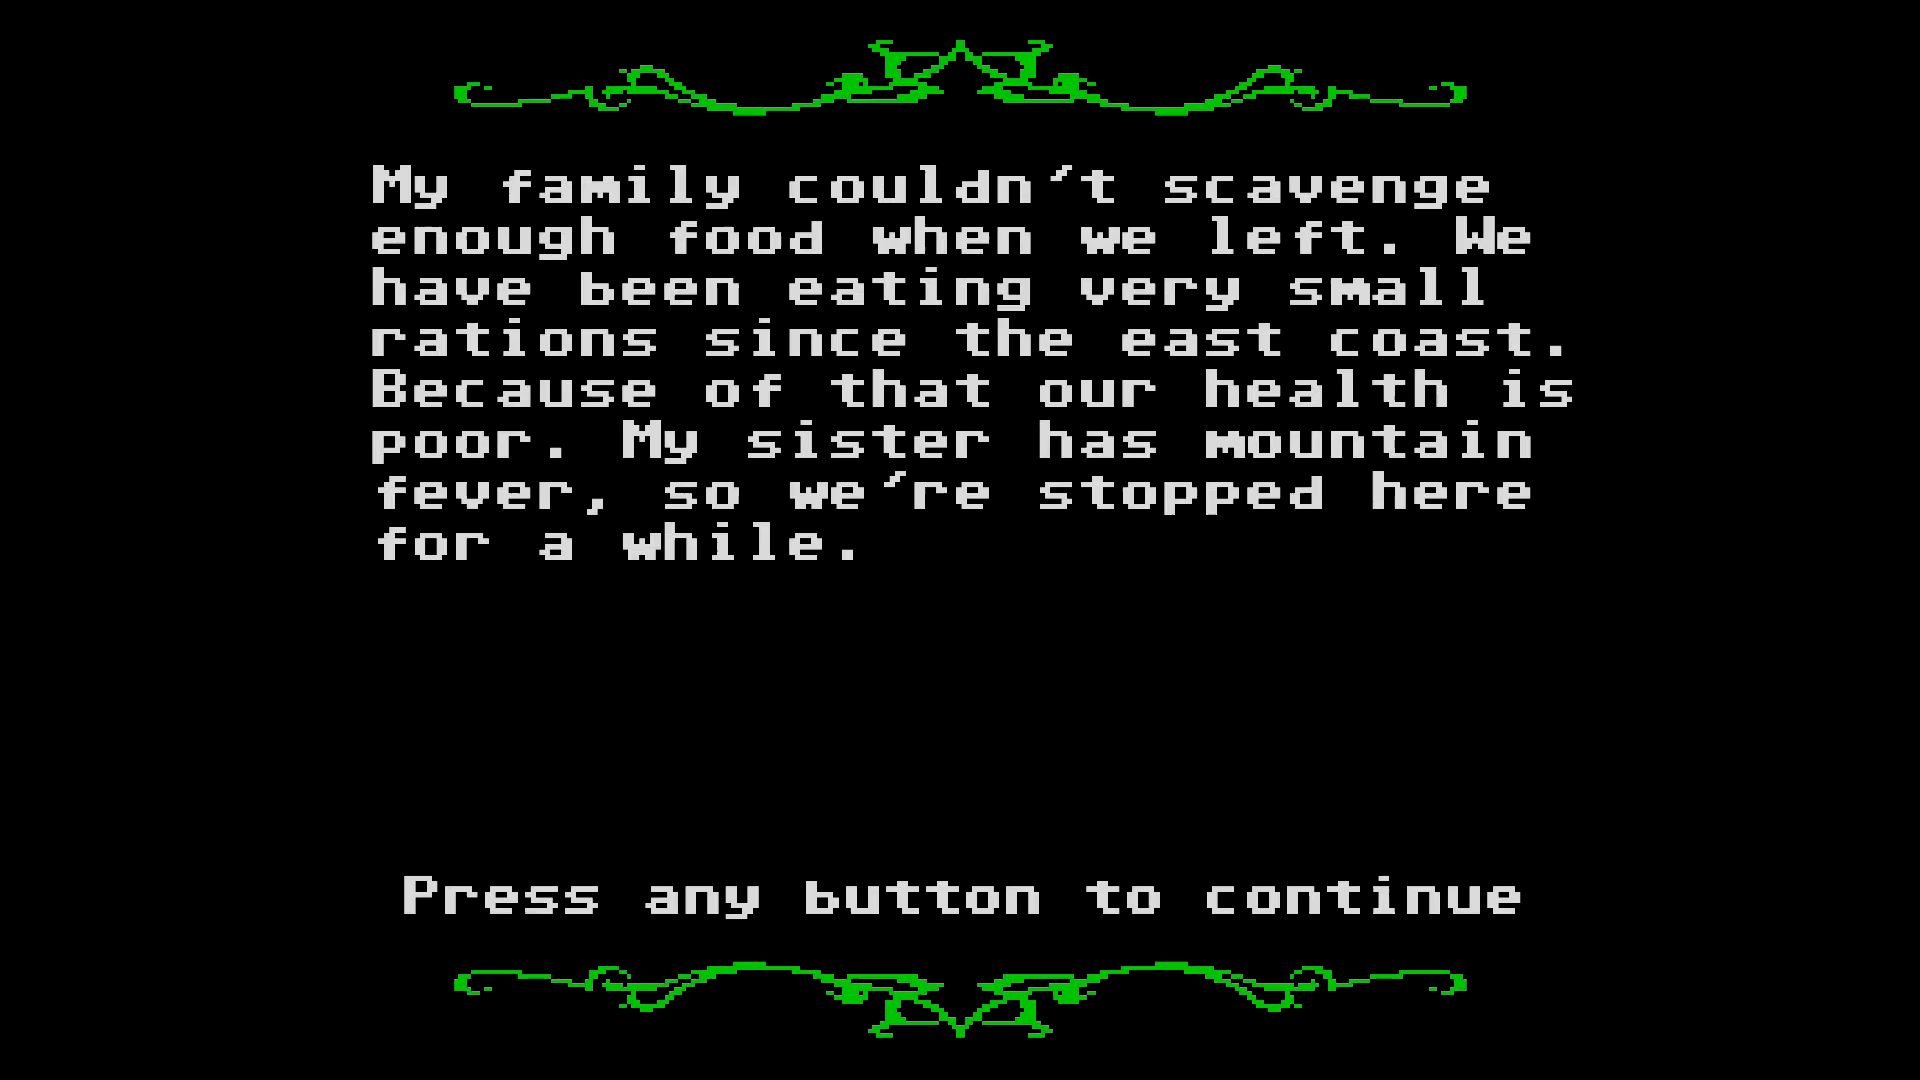 My family couldn't scavenge
enough food when we left. We
have been eating very small
rations since the east coast.
Because of that our health is
poor. My sister has mountain
fever, so we're stopped here
for a while.
Press any button to continue